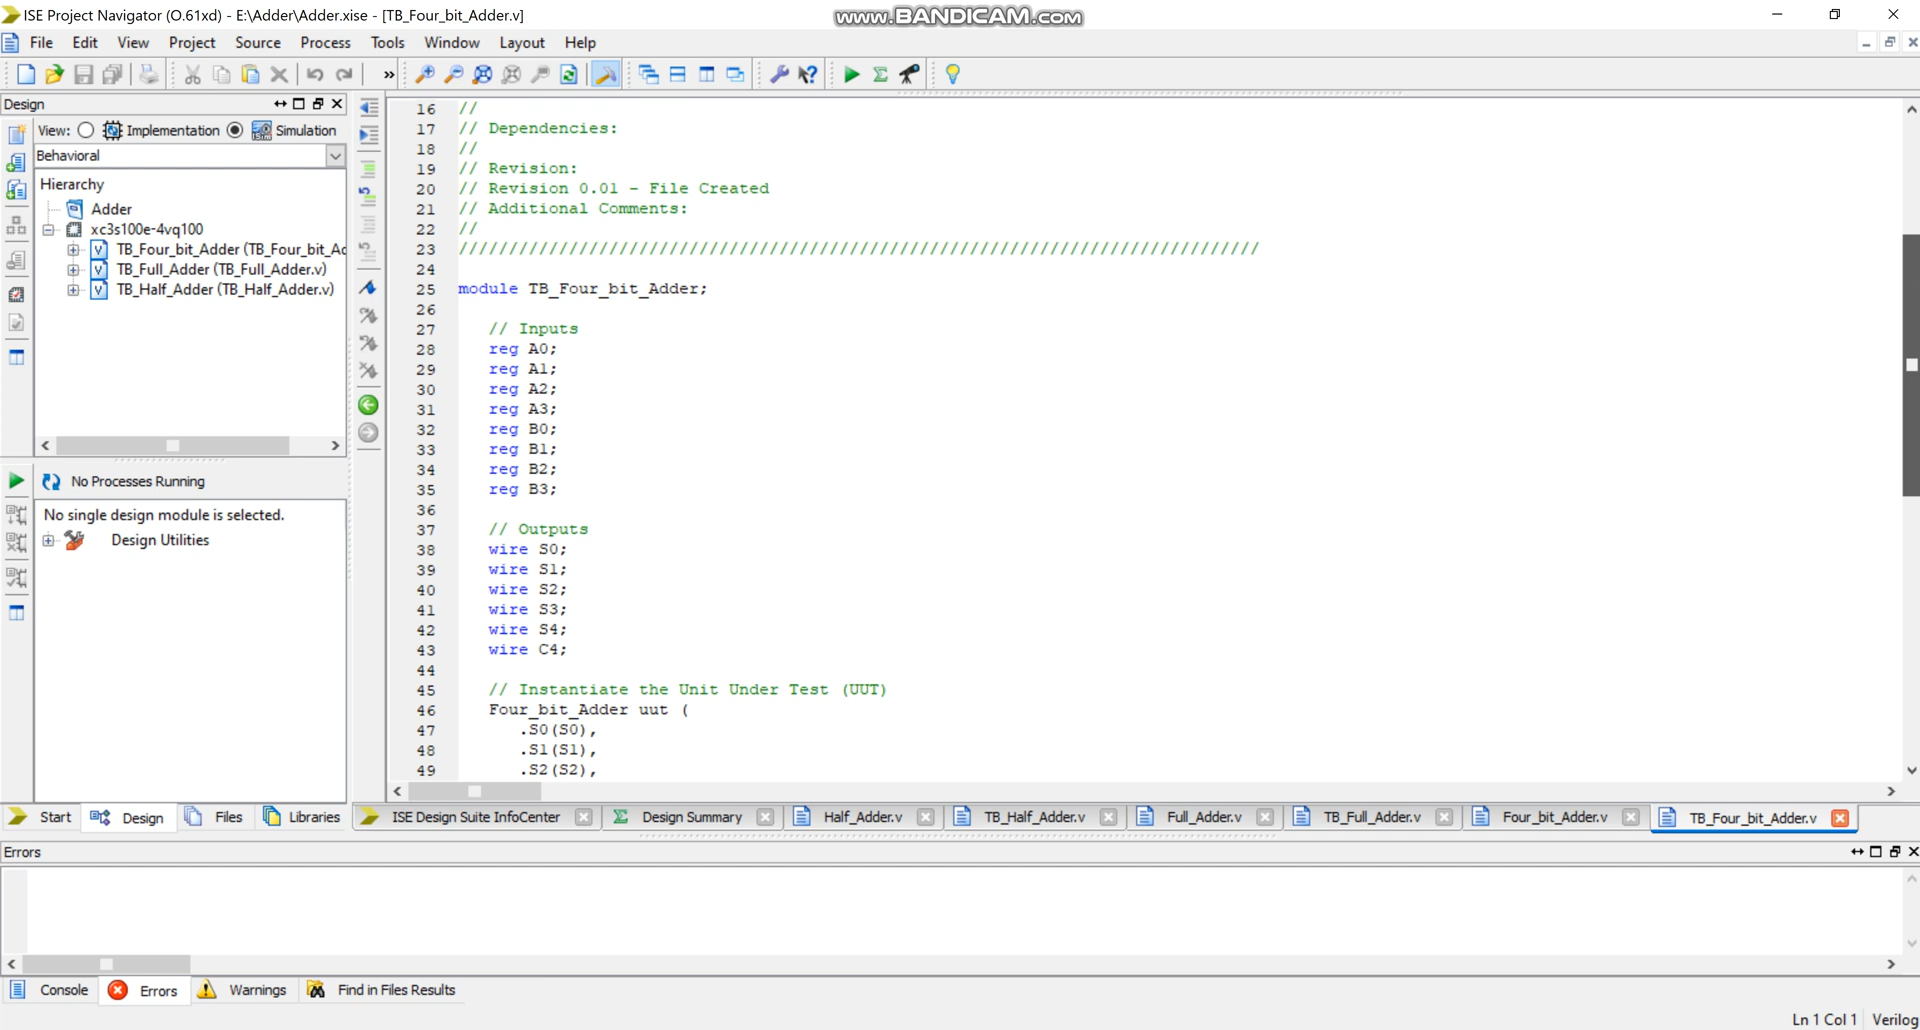 ISE Project Navigator (O.61xd) - E:\Adder\Adder.xise - [TB_Four_bit_Adder.v]
www.BANDICAM.com
File Edit View Project Source Process Tools Window Layout Help
»
Design
View: Implementation Simulation
Behavioral
Hierarchy
Adder
xc3s100e-4vq100
TB_Four_bit_Adder (TB_Four_bit_Ad
TB_Full_Adder (TB_Full_Adder.v)
TB_Half_Adder (TB_Half_Adder.v)
No Processes Running
No single design module is selected.
Design Utilities
Start Design Files Libraries
16 //
17 // Dependencies:
18 //
19 // Revision:
20 // Revision 0.01 - File Created
21 // Additional Comments:
22 //
23 ////////////////////////////////////////////////////////////////////////////////
24
25 module TB_Four_bit_Adder;
26
27 // Inputs
28 reg A0;
29 reg A1;
30 reg A2;
31 reg A3;
32 reg B0;
33 reg B1;
34 reg B2;
35 reg B3;
36
37 // Outputs
38 wire S0;
39 wire S1;
40 wire S2;
41 wire S3;
42 wire S4;
43 wire C4;
44
45 // Instantiate the Unit Under Test (UUT)
46 Four_bit_Adder uut (
47 .S0(S0),
48 .S1(S1),
49 .S2(S2),
ISE Design Suite InfoCenter Design Summary Half_Adder.v TB_Half_Adder.v Full_Adder.v TB_Full_Adder.v Four_bit_Adder.v TB_Four_bit_Adder.v
Errors
Console Errors Warnings Find in Files Results
Ln 1 Col 1 Verilog